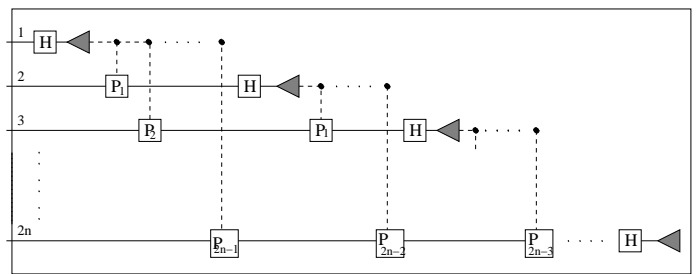 1 H . . . .
2 P1 H . . . . .
3 P2 P1 H . . . .
2n P2n−1 P2n−2 P2n−3 . . . . H